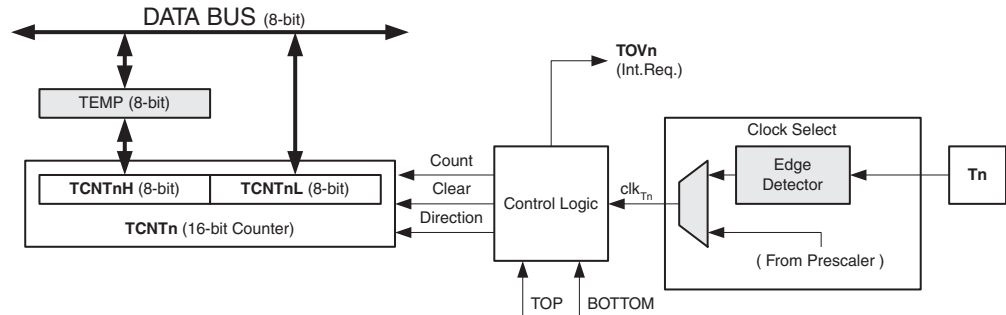 DATA BUS (8-bit)
TOVn
(Int.Req.)
TEMP (8-bit)
Clock Select
Count
Edge
Detector
Tn
TCNTnH (8-bit) TCNTnL (8-bit)
Clear
Control Logic
clkTn
TCNTn (16-bit Counter)
Direction
( From Prescaler )
TOP
BOTTOM